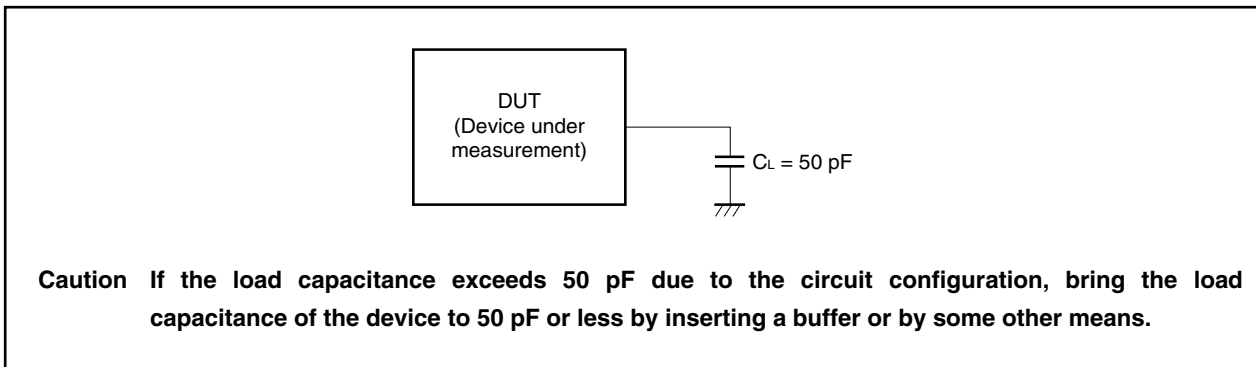 DUT
(Device under
measurement)
CL = 50 pF
Caution If the load capacitance exceeds 50 pF due to the circuit configuration, bring the load
capacitance of the device to 50 pF or less by inserting a buffer or by some other means.